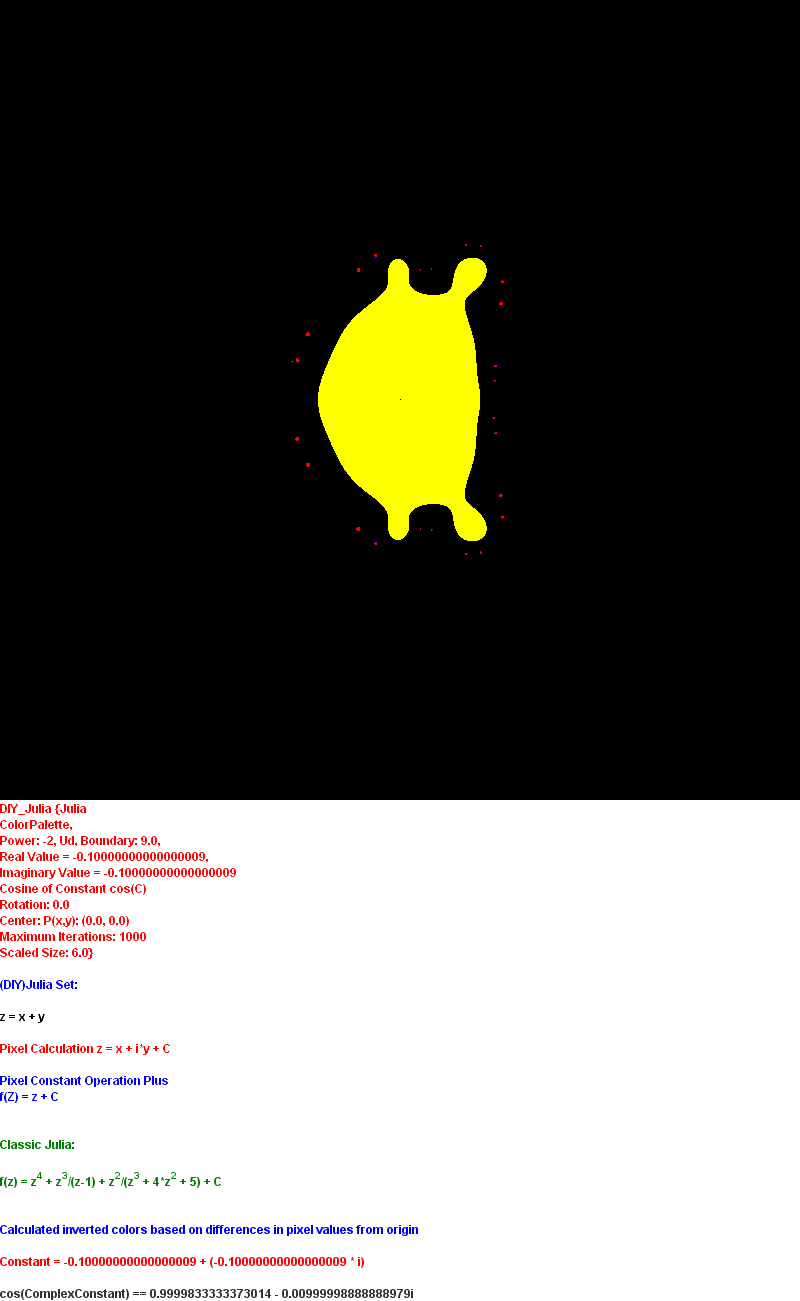 DIY_Julia {Julia
ColorPalette,
Power: -2, Ud, Boundary: 9.0,
Real Value = -0.10000000000000009,
Imaginary Value = -0.10000000000000009
Cosine of Constant cos(C)
Rotation: 0.0
Center: P(x,y): (0.0, 0.0)
Maximum Iterations: 1000
Scaled Size: 6.0}
(DIY)Julia Set:
z = x + y
Pixel Calculation z = x + i*y + C
Pixel Constant Operation Plus
f(Z) = z + C
Classic Julia:
f(z) = z^4 + z^3/(z-1) + z^2/(z^3 + 4*z^2 + 5) + C
Calculated inverted colors based on differences in pixel values from origin
Constant = -0.10000000000000009 + (-0.10000000000000009 * i)
cos(ComplexConstant) == 0.9999833333373014 - 0.00999998888888979i